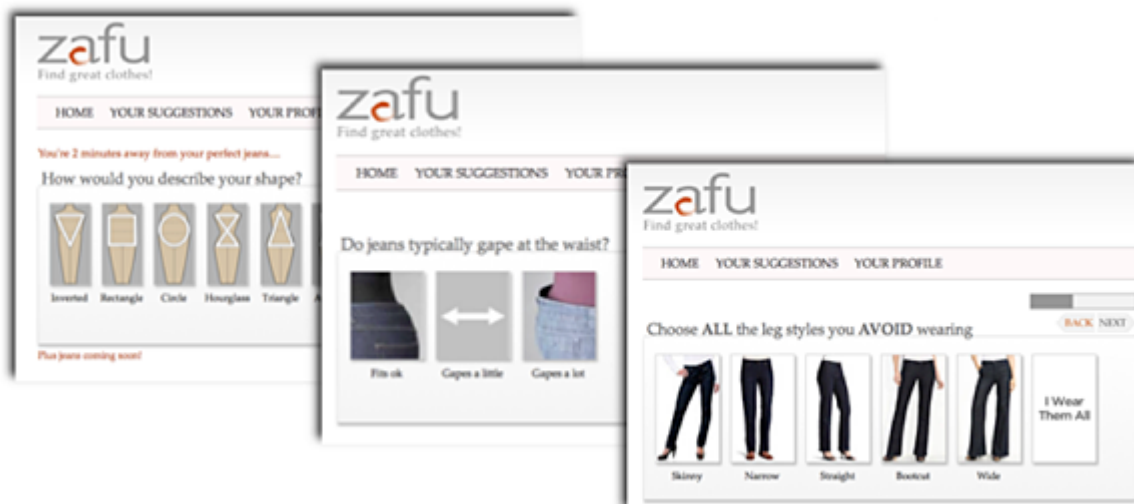 zafu
Find great clothes!
HOME YOUR SUGGESTIONS YOUR PROFI
You're 2 minutes away from your perfect jeans....
How would you describe your shape?
Inverted Rectangle Circle Hourglass Triangle
Plus jeans coming soon!
zafu
Find great clothes!
HOME YOUR SUGGESTIONS YOUR PR
Do jeans typically gape at the waist?
Fits ok Gapes a little Gapes a lot
zafu
Find great clothes!
HOME YOUR SUGGESTIONS YOUR PROFILE
BACK NEXT
Choose ALL the leg styles you AVOID wearing
I Wear
Them All
Skinny Narrow Straight Bootcut Wide